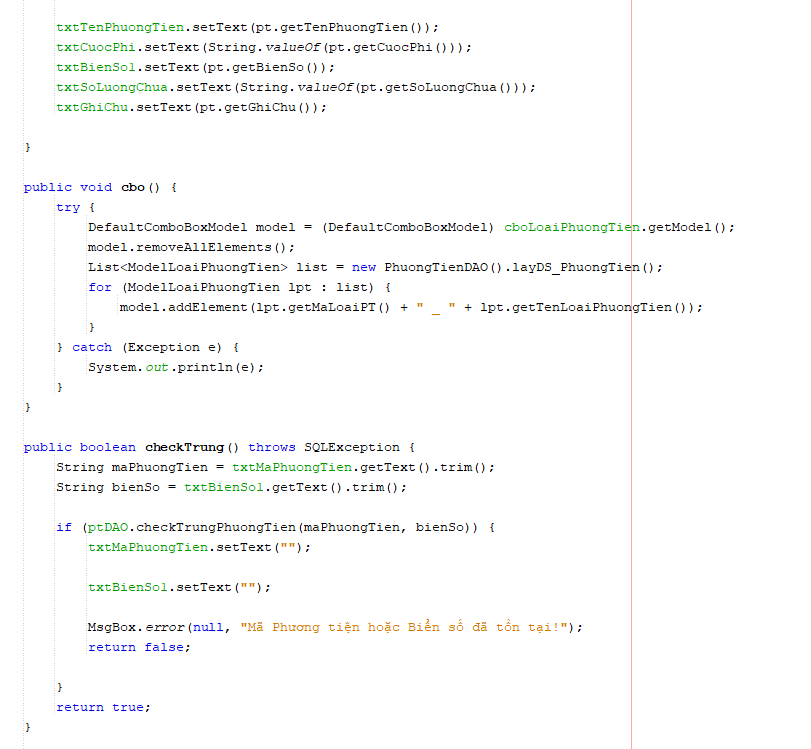 txtTenPhuongTien.setText(pt.getTenPhuongTien());
txtCuocPhi.setText(String.valueOf(pt.getCuocPhi()));
txtBienSo1.setText(pt.getBienSo());
txtSoLuongChua.setText(String.valueOf(pt.getSoLuongChua()));
txtGhiChu.setText(pt.getGhiChu());
}
public void cbo() {
try {
DefaultComboBoxModel model = (DefaultComboBoxModel) cboLoaiPhuongTien.getModel();
model.removeAllElements();
List<ModelLoaiPhuongTien> list = new PhuongTienDAO().layDS_PhuongTien();
for (ModelLoaiPhuongTien lpt : list) {
model.addElement(lpt.getMaLoaiPT() + " _ " + lpt.getTenLoaiPhuongTien());
}
} catch (Exception e) {
System.out.println(e);
}
}
public boolean checkTrung() throws SQLException {
String maPhuongTien = txtMaPhuongTien.getText().trim();
String bienSo = txtBienSo1.getText().trim();
if (ptDAO.checkTrungPhuongTien(maPhuongTien, bienSo)) {
txtMaPhuongTien.setText("");
txtBienSo1.setText("");
MsgBox.error(null, "Mã Phương tiện hoặc Biển số đã tồn tại!");
return false;
}
return true;
}